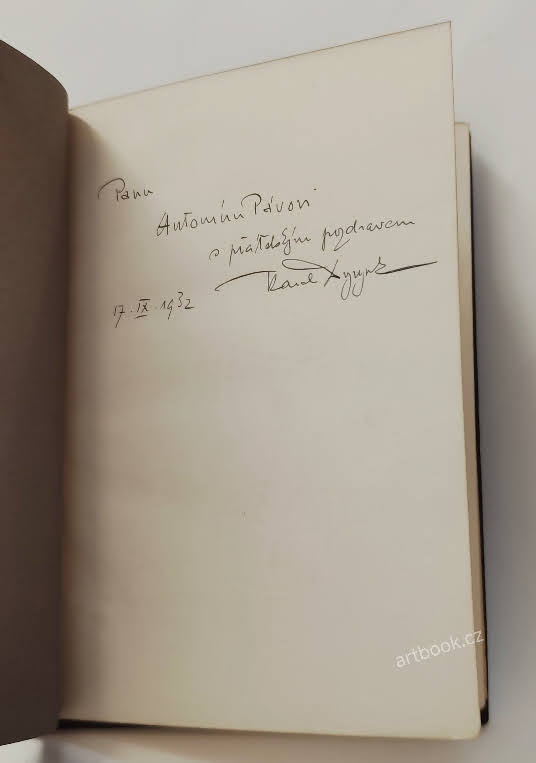 Panu
Antonínu Pávovi
s přátelským pozdravem
Karel
17. IX. 1932
artbook.cz